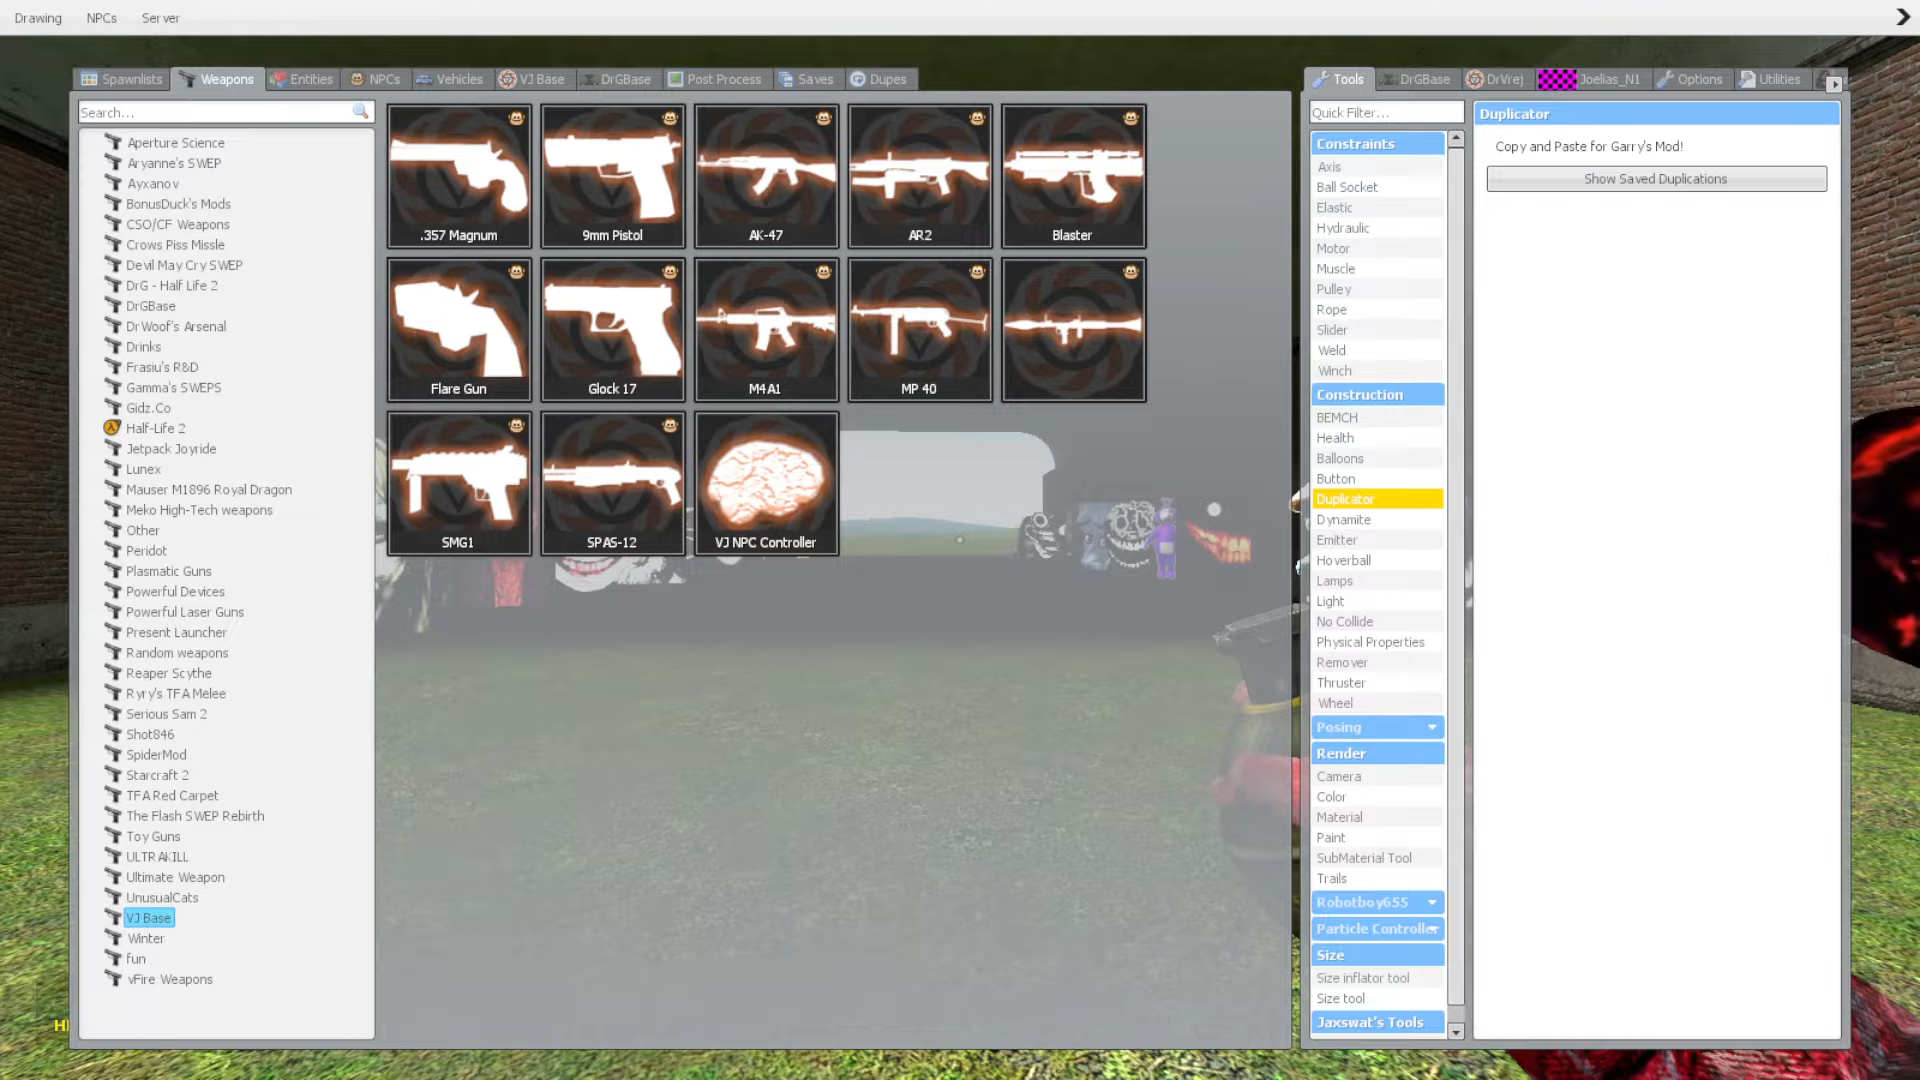 Drawing NPCs Server
Spawnlists Weapons Entities NPCs Vehicles VJ Base DrGBase Post Process Saves Dupes
Search...
Aperture Science
Aryanne's SWEP
Ayxanov
BonusDuck's Mods
CSO/CF Weapons
Crows Piss Missle
Devil May Cry SWEP
DrG - Half Life 2
DrGBase
DrWoof's Arsenal
Drinks
Frasiu's R&D
Gamma's SWEPS
Gidz.Co
Half-Life 2
Jetpack Joyride
Lunex
Mauser M1896 Royal Dragon
Meko High-Tech weapons
Other
Peridot
Plasmatic Guns
Powerful Devices
Powerful Laser Guns
Present Launcher
Random weapons
Reaper Scythe
Ryry's TFA Melee
Serious Sam 2
Shot846
SpiderMod
Starcraft 2
TFA Red Carpet
The Flash SWEP Rebirth
Toy Guns
ULTRAKILL
Ultimate Weapon
UnusualCats
VJ Base
Winter
fun
vFire Weapons
.357 Magnum 9mm Pistol AK-47 AR2 Blaster
Flare Gun Glock 17 M4A1 MP 40
SMG1 SPAS-12 VJ NPC Controller
Tools DrGBase DrVrej Joelias_N1 Options Utilities
Quick Filter...
Constraints
Axis
Ball Socket
Elastic
Hydraulic
Motor
Muscle
Pulley
Rope
Slider
Weld
Winch
Construction
BEMCH
Health
Balloons
Button
Duplicator
Dynamite
Emitter
Hoverball
Lamps
Light
No Collide
Physical Properties
Remover
Thruster
Wheel
Posing
Render
Camera
Color
Material
Paint
SubMaterial Tool
Trails
Robotboy655
Particle Controller
Size
Size inflator tool
Size tool
Jaxswat's Tools
Duplicator
Copy and Paste for Garry's Mod!
Show Saved Duplications